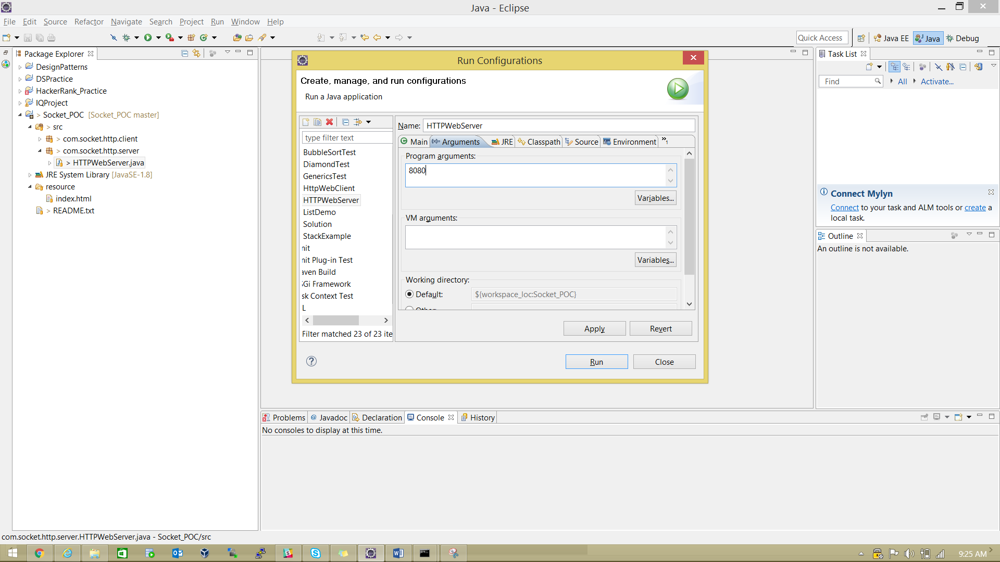 Java - Eclipse
File Edit Source Refactor Navigate Search Project Run Window Help
Quick Access
Java EE
Java
Debug
Package Explorer
DesignPatterns
DSPractice
HackerRank_Practice
IQProject
> Socket_POC [Socket_POC master]
> src
> com.socket.http.client
> com.socket.http.server
> HTTPWebServer.java
JRE System Library [JavaSE-1.8]
resource
index.html
> README.txt
Run Configurations
Create, manage, and run configurations
Run a Java application
type filter text
BubbleSortTest
DiamondTest
GenericsTest
HttpWebClient
HTTPWebServer
ListDemo
Solution
StackExample
nit
nit Plug-in Test
aven Build
Gi Framework
sk Context Test
L
Filter matched 23 of 23 ite
Name: HTTPWebServer
Main (x)= Arguments JRE Classpath Source Environment »1
Program arguments:
8080
Variables...
VM arguments:
Variables...
Working directory:
Default: ${workspace_loc:Socket_POC}
Other:
Apply Revert
Run Close
Task List
Find All Activate...
Connect Mylyn
Connect to your task and ALM tools or create a
local task.
Outline
An outline is not available.
Problems @ Javadoc Declaration Console History
No consoles to display at this time.
com.socket.http.server.HTTPWebServer.java - Socket_POC/src
9:25 AM